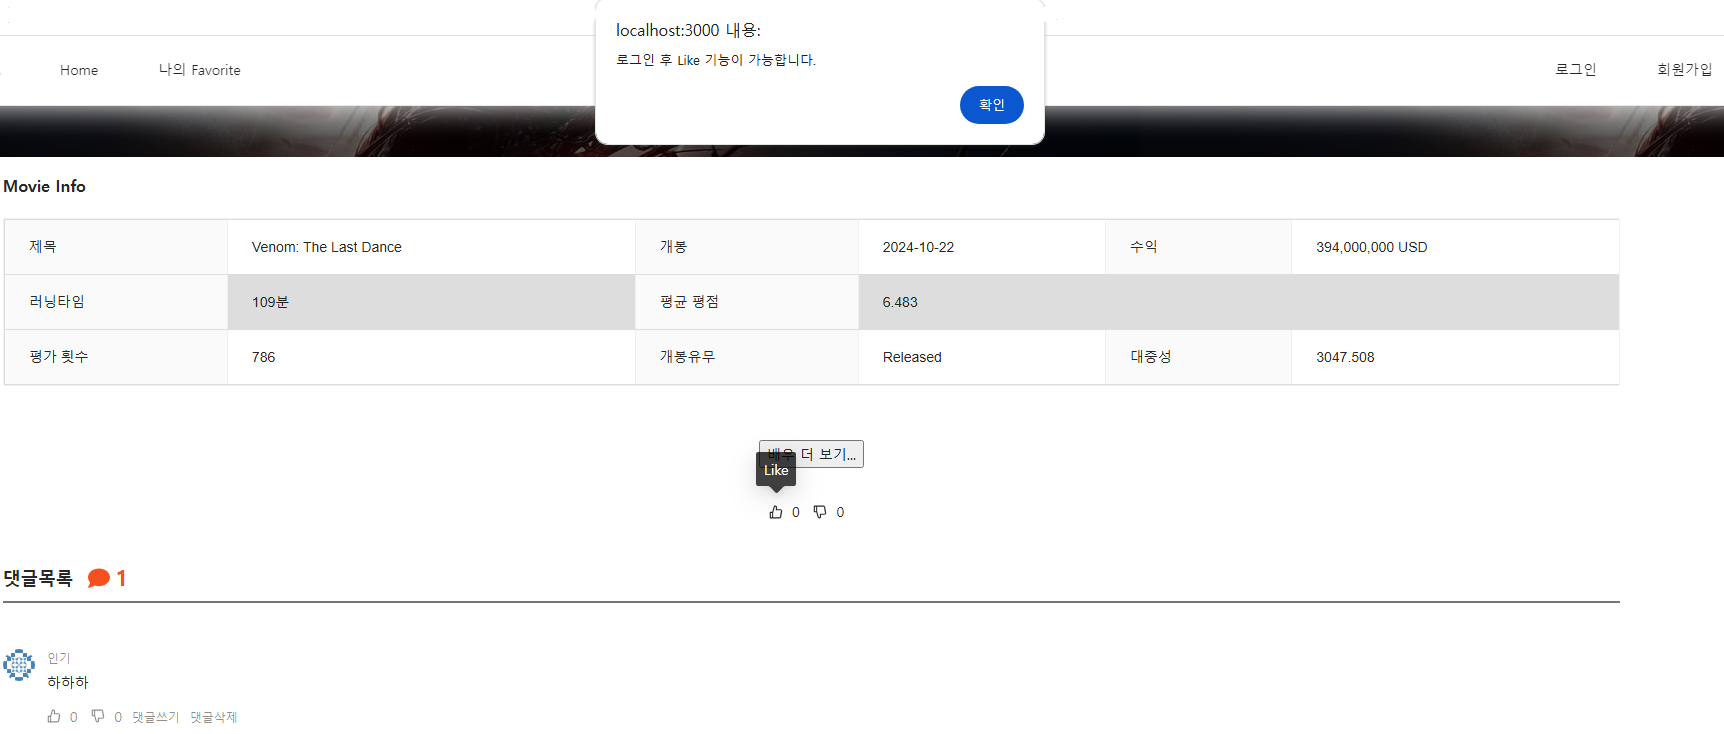 localhost:3000 내용:
로그인 후 Like 기능이 가능합니다.
확인
Home 나의 Favorite 로그인 회원가입
Movie Info
제목 Venom: The Last Dance 개봉 2024-10-22 수익 394,000,000 USD
러닝타임 109분 평균 평점 6.483
평가 횟수 786 개봉유무 Released 대중성 3047.508
배우 더 보기...
Like
0 0
댓글목록 1
인기
하하하
0 0 댓글쓰기 댓글삭제